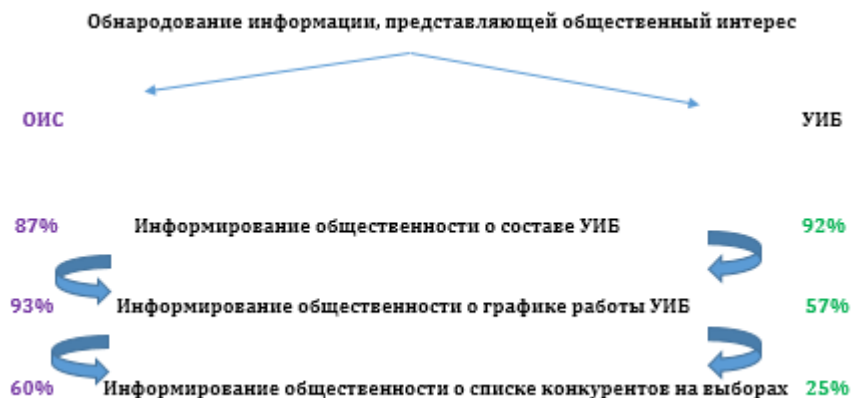 Обнародование информации, представляющей общественный интерес
ОИС УИБ
87% Информирование общественности о составе УИБ 92%
93% Информирование общественности о графике работы УИБ 57%
60% Информирование общественности о списке конкурентов на выборах 25%